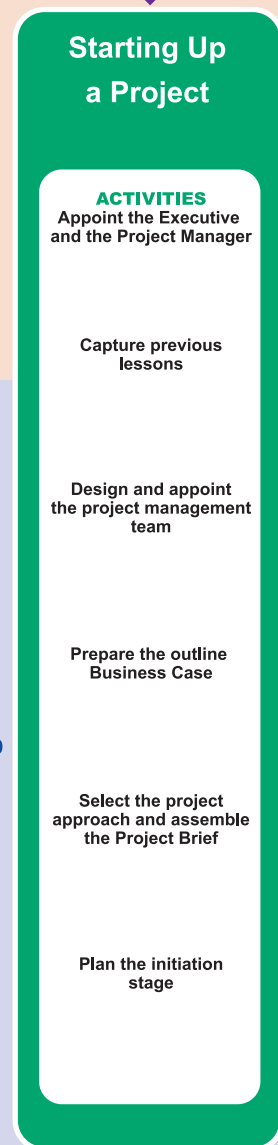 Starting Up
a Project
ACTIVITIES
Appoint the Executive
and the Project Manager
Capture previous
lessons
Design and appoint
the project management
team
Prepare the outline
Business Case
Select the project
approach and assemble
the Project Brief
Plan the initiation
stage